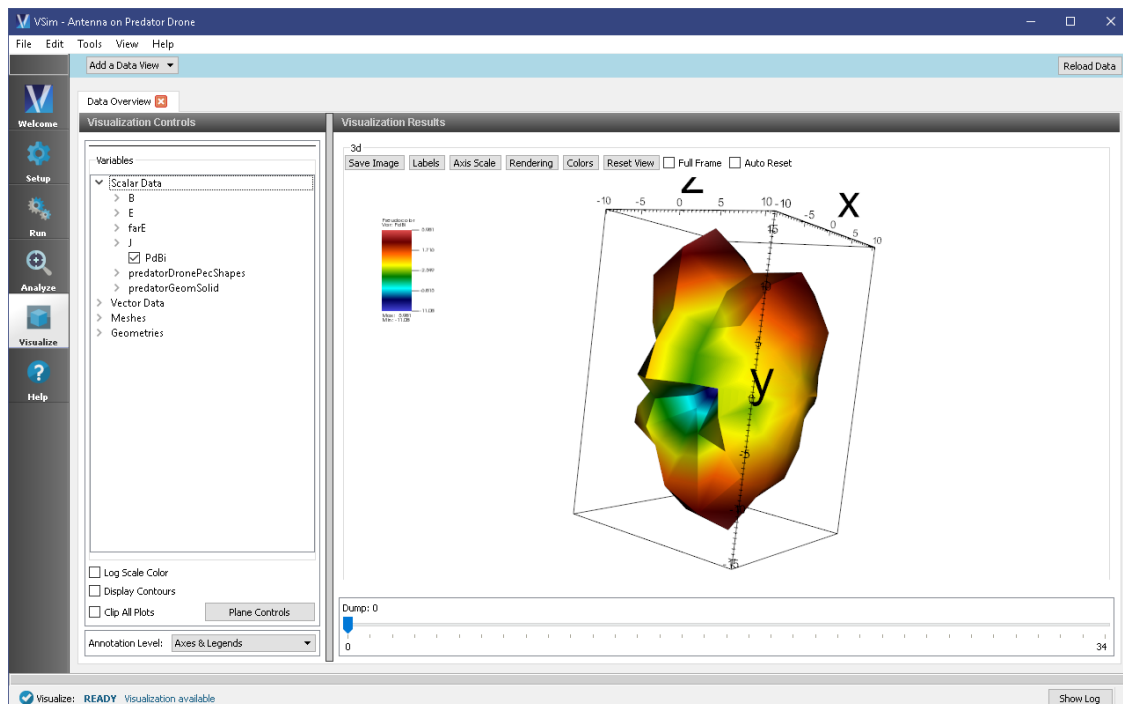 VSim - Antenna on Predator Drone
File Edit Tools View Help
Add a Data View
Reload Data
Data Overview
Welcome
Setup
Run
Analyze
Visualize
Help
Visualization Controls
Variables
Scalar Data
B
E
farE
J
PdBi
predatorDronePecShapes
predatorGeomSolid
Vector Data
Meshes
Geometries
Log Scale Color
Display Contours
Clip All Plots
Plane Controls
Annotation Level: Axes & Legends
Visualization Results
3d
Save Image Labels Axis Scale Rendering Colors Reset View Full Frame Auto Reset
Z
-10 -5 0 5 10
X
-10 -5 0 5 10
Var: PdBi
y
-5
Dump: 0
0 34
Visualize: READY Visualization available
Show Log